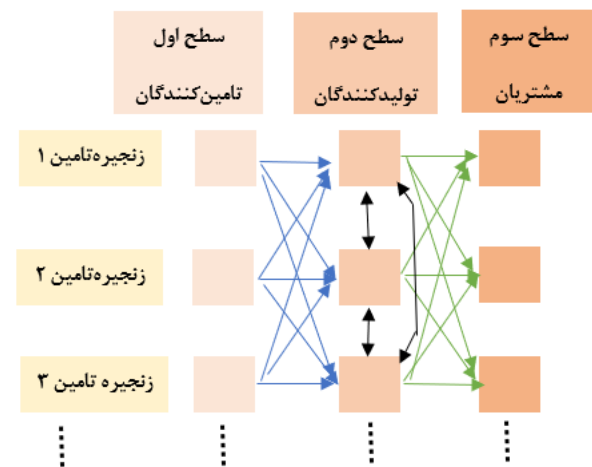 سطح اول
تامین‌کنندگان
سطح دوم
تولیدکنندگان
سطح سوم
مشتریان
زنجیره‌تامین ۱
زنجیره‌تامین ۲
زنجیره تامین ۳